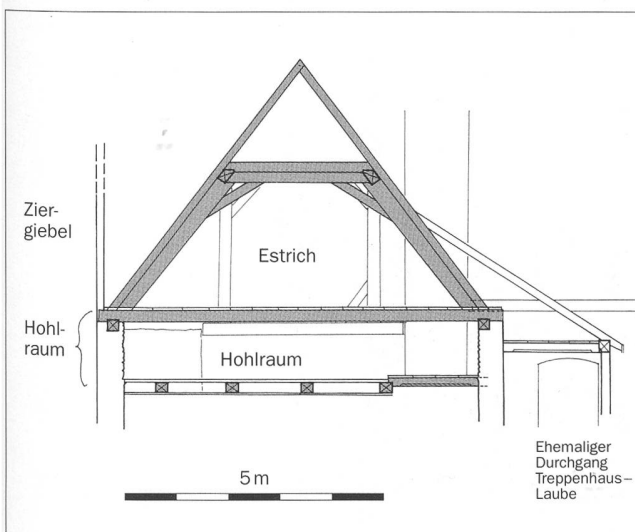 Zier-
giebel
Estrich
Hohl-
raum
Hohlraum
5 m
Ehemaliger
Durchgang
Treppenhaus–
Laube